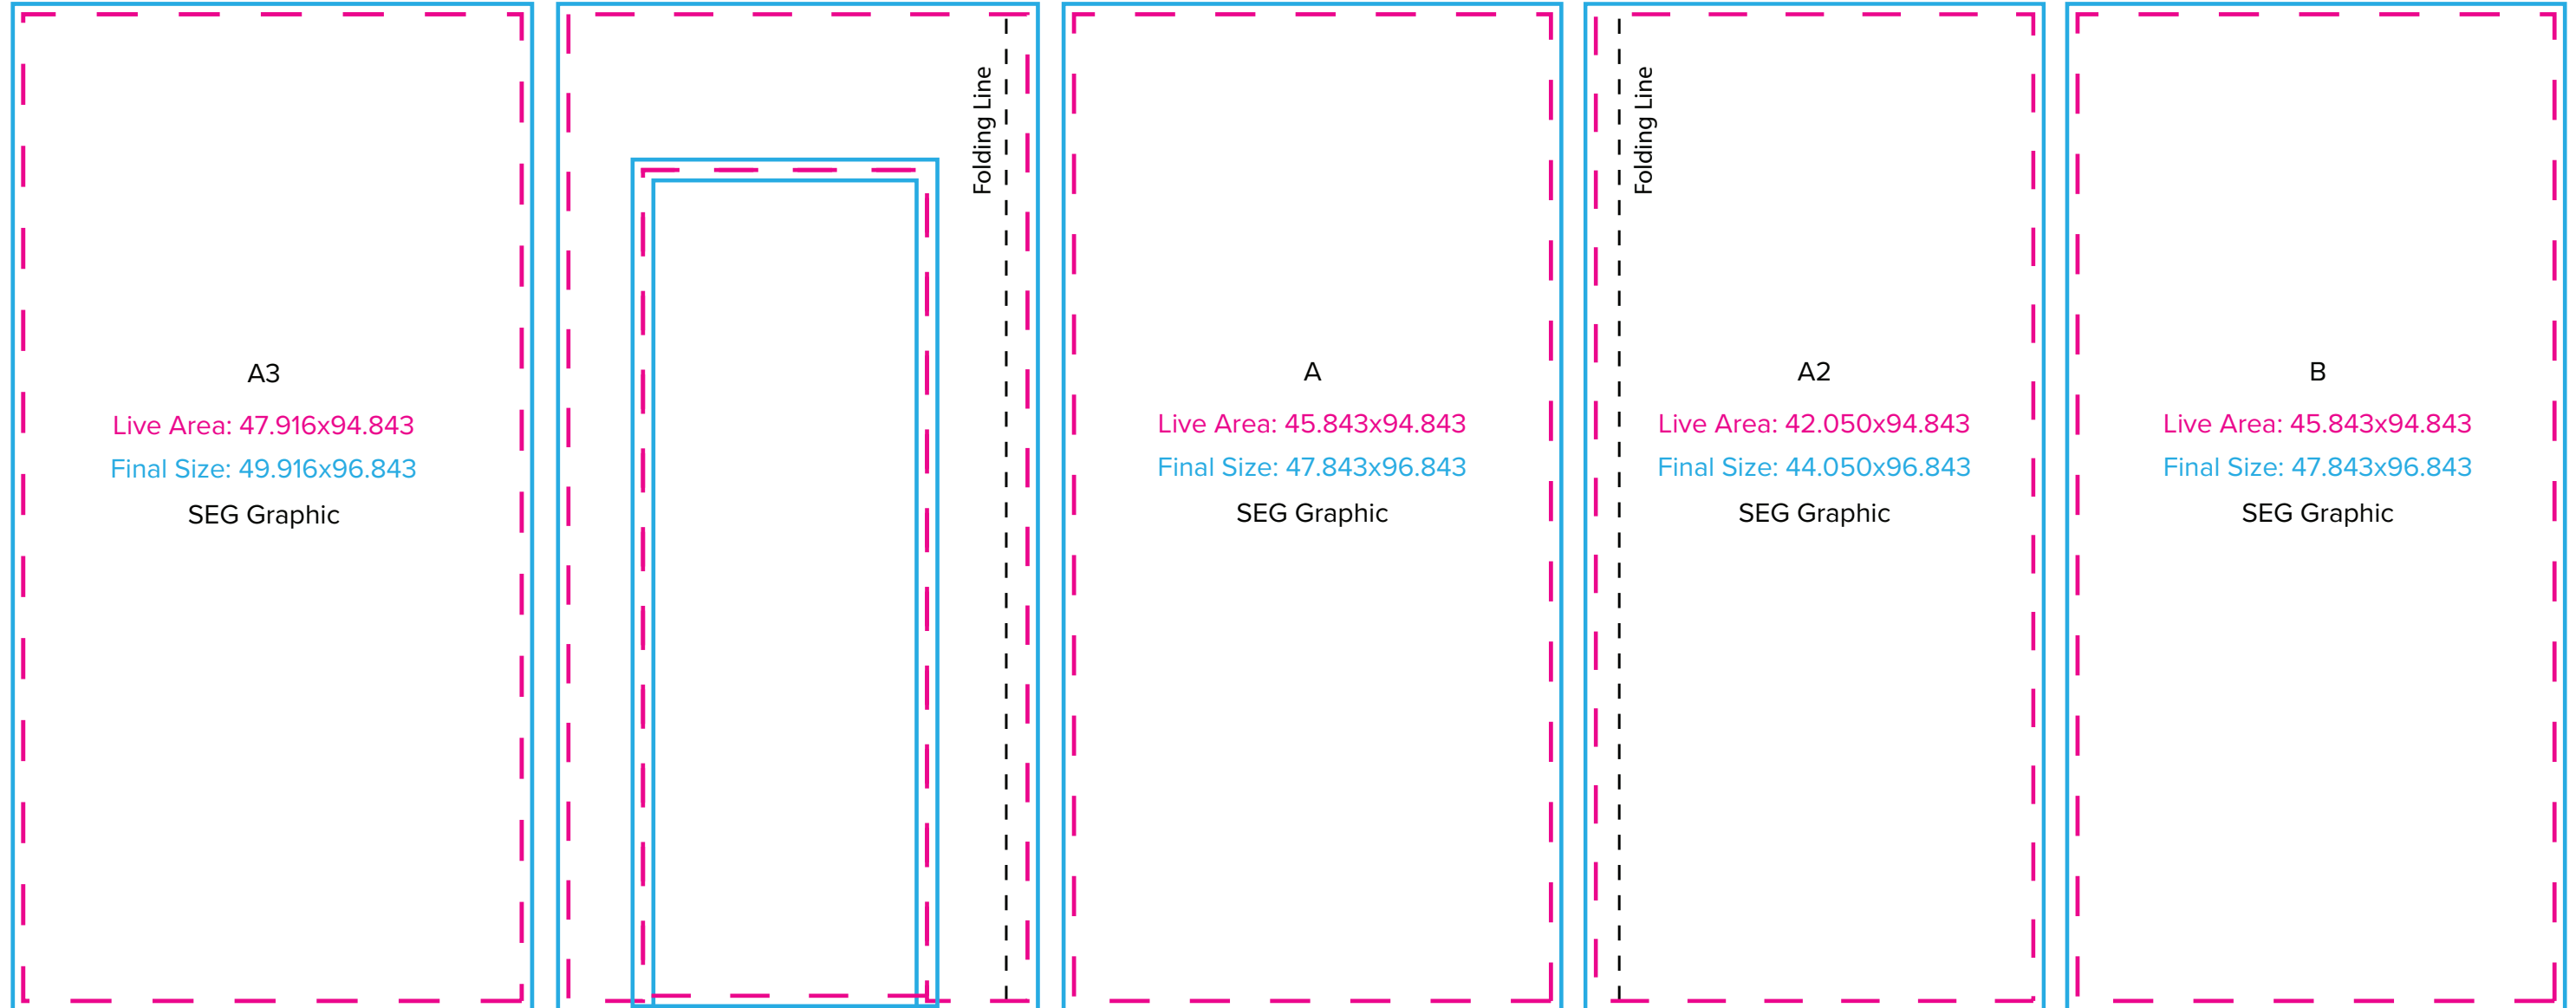 A3
Live Area: 47.916x94.843
Final Size: 49.916x96.843
SEG Graphic
Folding Line
A
Live Area: 45.843x94.843
Final Size: 47.843x96.843
SEG Graphic
Folding Line
A2
Live Area: 42.050x94.843
Final Size: 44.050x96.843
SEG Graphic
B
Live Area: 45.843x94.843
Final Size: 47.843x96.843
SEG Graphic